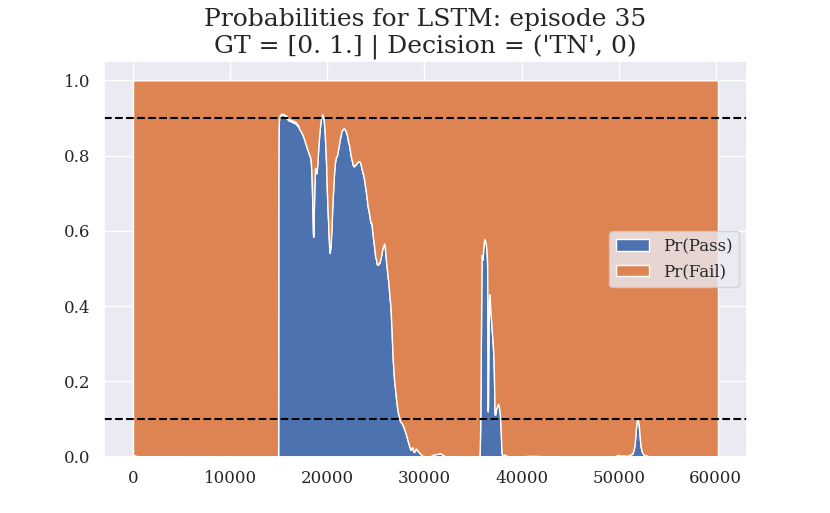 Probabilities for LSTM: episode 35
GT = [0. 1.] | Decision = ('TN', 0)
1.0
0.8
0.6
0.4
0.2
0.0
Pr(Pass)
Pr(Fail)
0 10000 20000 30000 40000 50000 60000